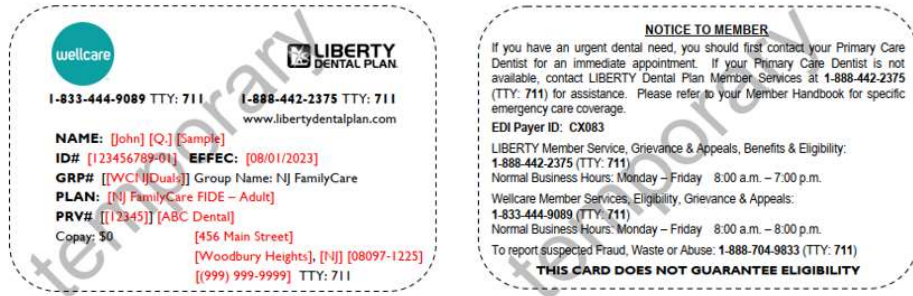 wellcare
LIBERTY
DENTAL PLAN
1-833-444-9089 TTY: 711 1-888-442-2375 TTY: 711
www.libertydentalplan.com
NAME: [John] [Q.] [Sample]
ID# [123456789-01] EFFEC: [08/01/2023]
GRP# [[WCNJDuals]] Group Name: NJ FamilyCare
PLAN: [NJ FamilyCare FIDE – Adult]
PRV# [[12345]] [ABC Dental]
Copay: $0 [456 Main Street]
[Woodbury Heights], [NJ] [08097-1225]
[(999) 999-9999] TTY: 711
temporary
NOTICE TO MEMBER
If you have an urgent dental need, you should first contact your Primary Care
Dentist for an immediate appointment. If your Primary Care Dentist is not
available, contact LIBERTY Dental Plan Member Services at 1-888-442-2375
(TTY: 711) for assistance. Please refer to your Member Handbook for specific
emergency care coverage.
EDI Payer ID: CX083
LIBERTY Member Service, Grievance & Appeals, Benefits & Eligibility:
1-888-442-2375 (TTY: 711)
Normal Business Hours: Monday – Friday 8:00 a.m. – 7:00 p.m.
Wellcare Member Services, Eligibility, Grievance & Appeals:
1-833-444-9089 (TTY: 711)
Normal Business Hours: Monday – Friday 8:00 a.m. – 8:00 p.m.
To report suspected Fraud, Waste or Abuse: 1-888-704-9833 (TTY: 711)
THIS CARD DOES NOT GUARANTEE ELIGIBILITY
temporary